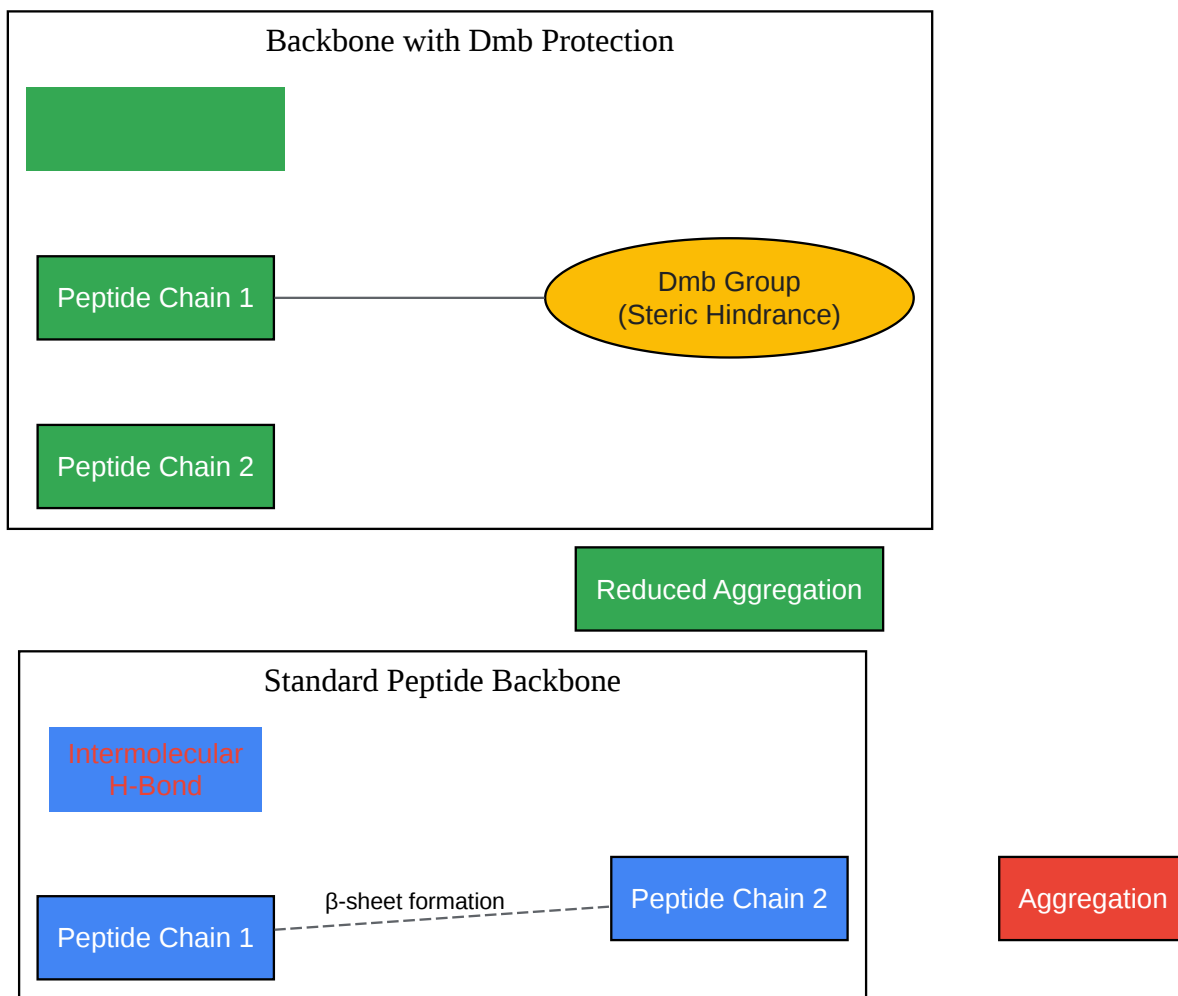 Backbone with Dmb Protection
Peptide Chain 1
Dmb Group
(Steric Hindrance)
Peptide Chain 2
Reduced Aggregation
Standard Peptide Backbone
Intermolecular
H-Bond
Peptide Chain 1
β-sheet formation
Peptide Chain 2
Aggregation